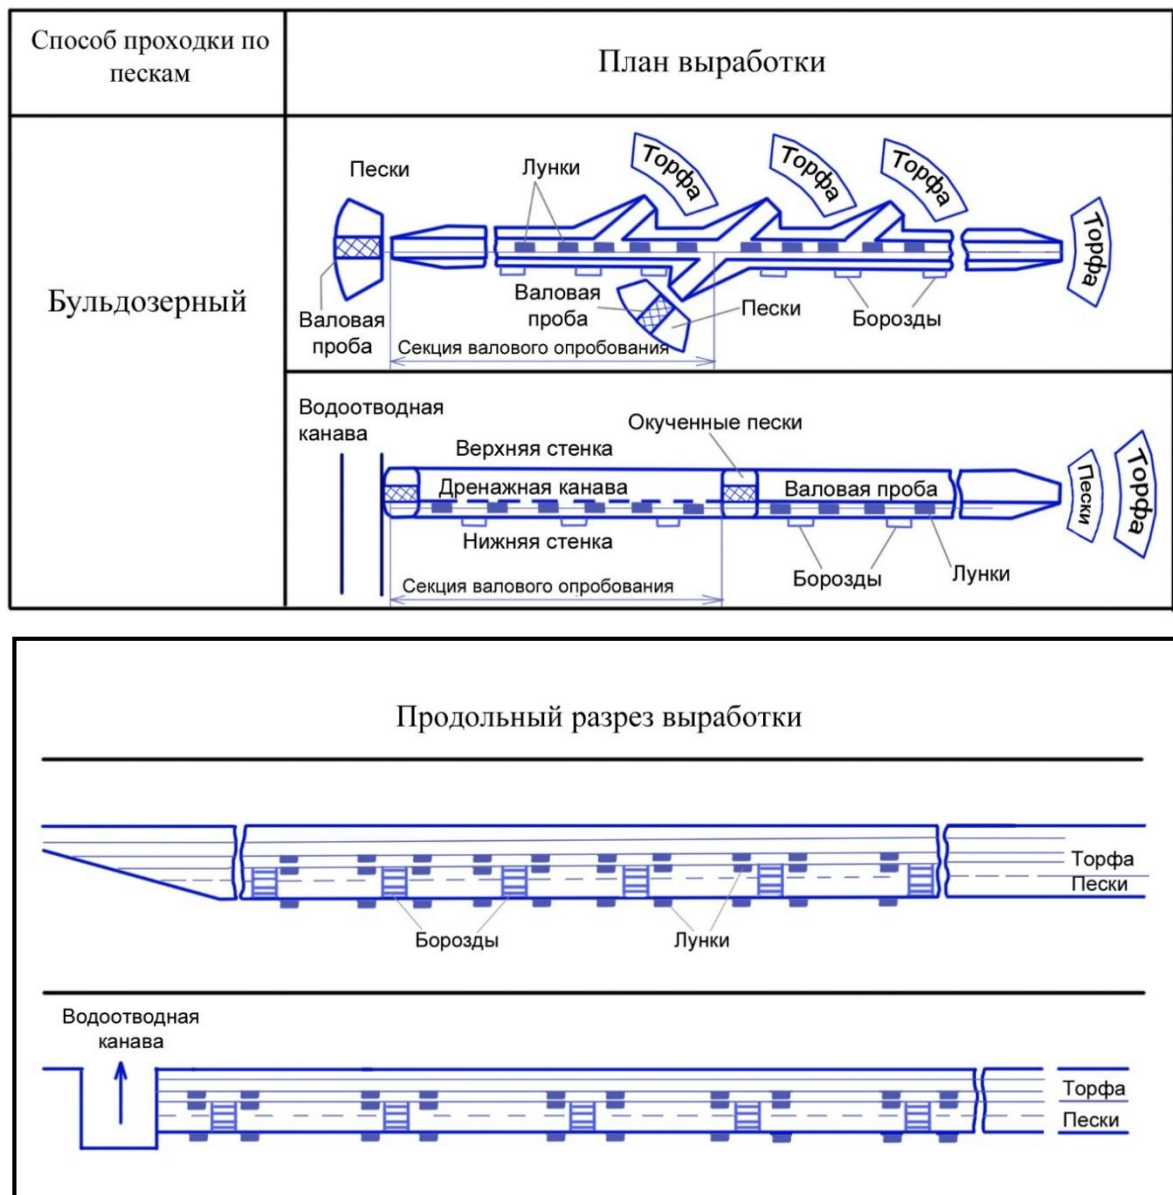 Способ проходки по
пескам
План выработки
Бульдозерный
Пески
Лунки
Торфа
Торфа
Торфа
Торфа
Валовая
проба
Валовая
проба
Пески
Борозды
Секция валового опробования
Водоотводная
канава
Окученные пески
Верхняя стенка
Дренажная канава
Валовая проба
Пески
Торфа
Нижняя стенка
Борозды
Лунки
Секция валового опробования
Продольный разрез выработки
Торфа
Пески
Борозды
Лунки
Водоотводная
канава
Торфа
Пески